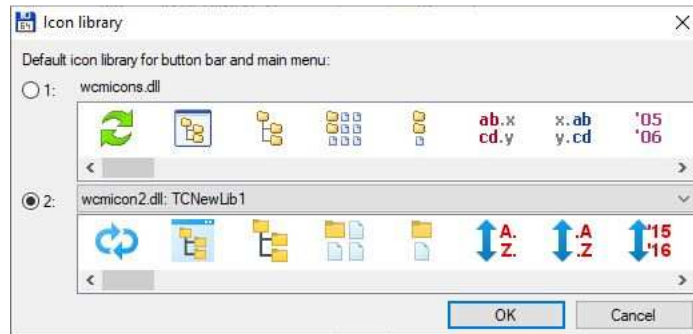 64
Icon library
Default icon library for button bar and main menu:
1: wcmicons.dll
ab.x x.ab '05
cd.y y.cd '06
2: wcmicon2.dll: TCNewLib1
A. .A '15
Z. .Z '16
OK Cancel